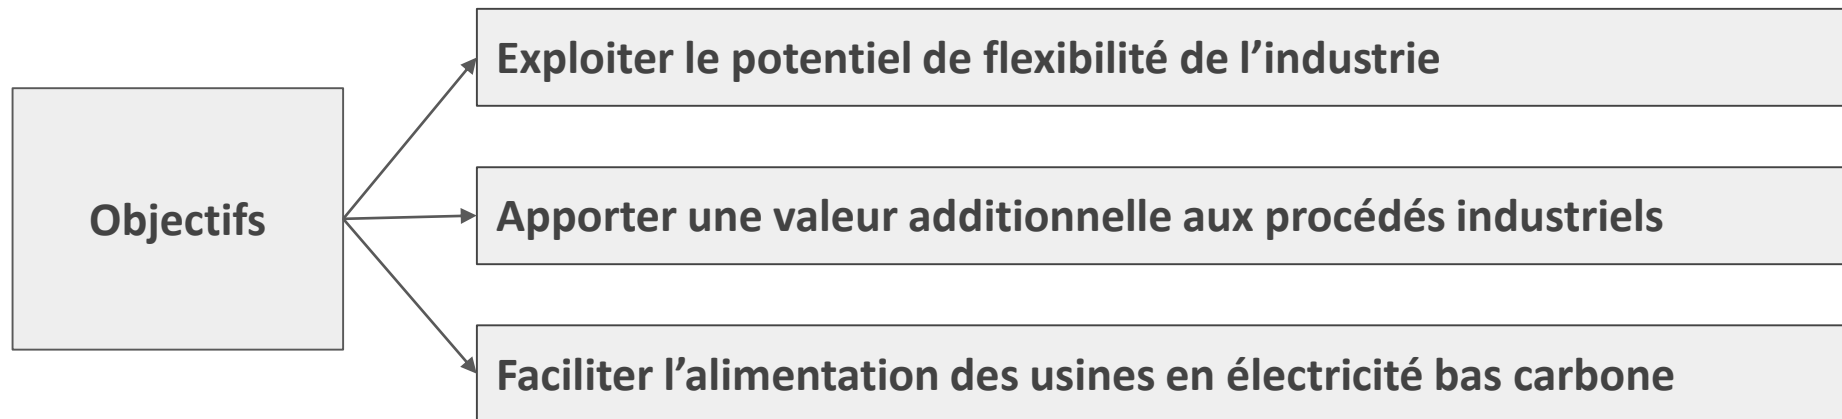 Exploiter le potentiel de flexibilité de l’industrie
Objectifs
Apporter une valeur additionnelle aux procédés industriels
Faciliter l’alimentation des usines en électricité bas carbone